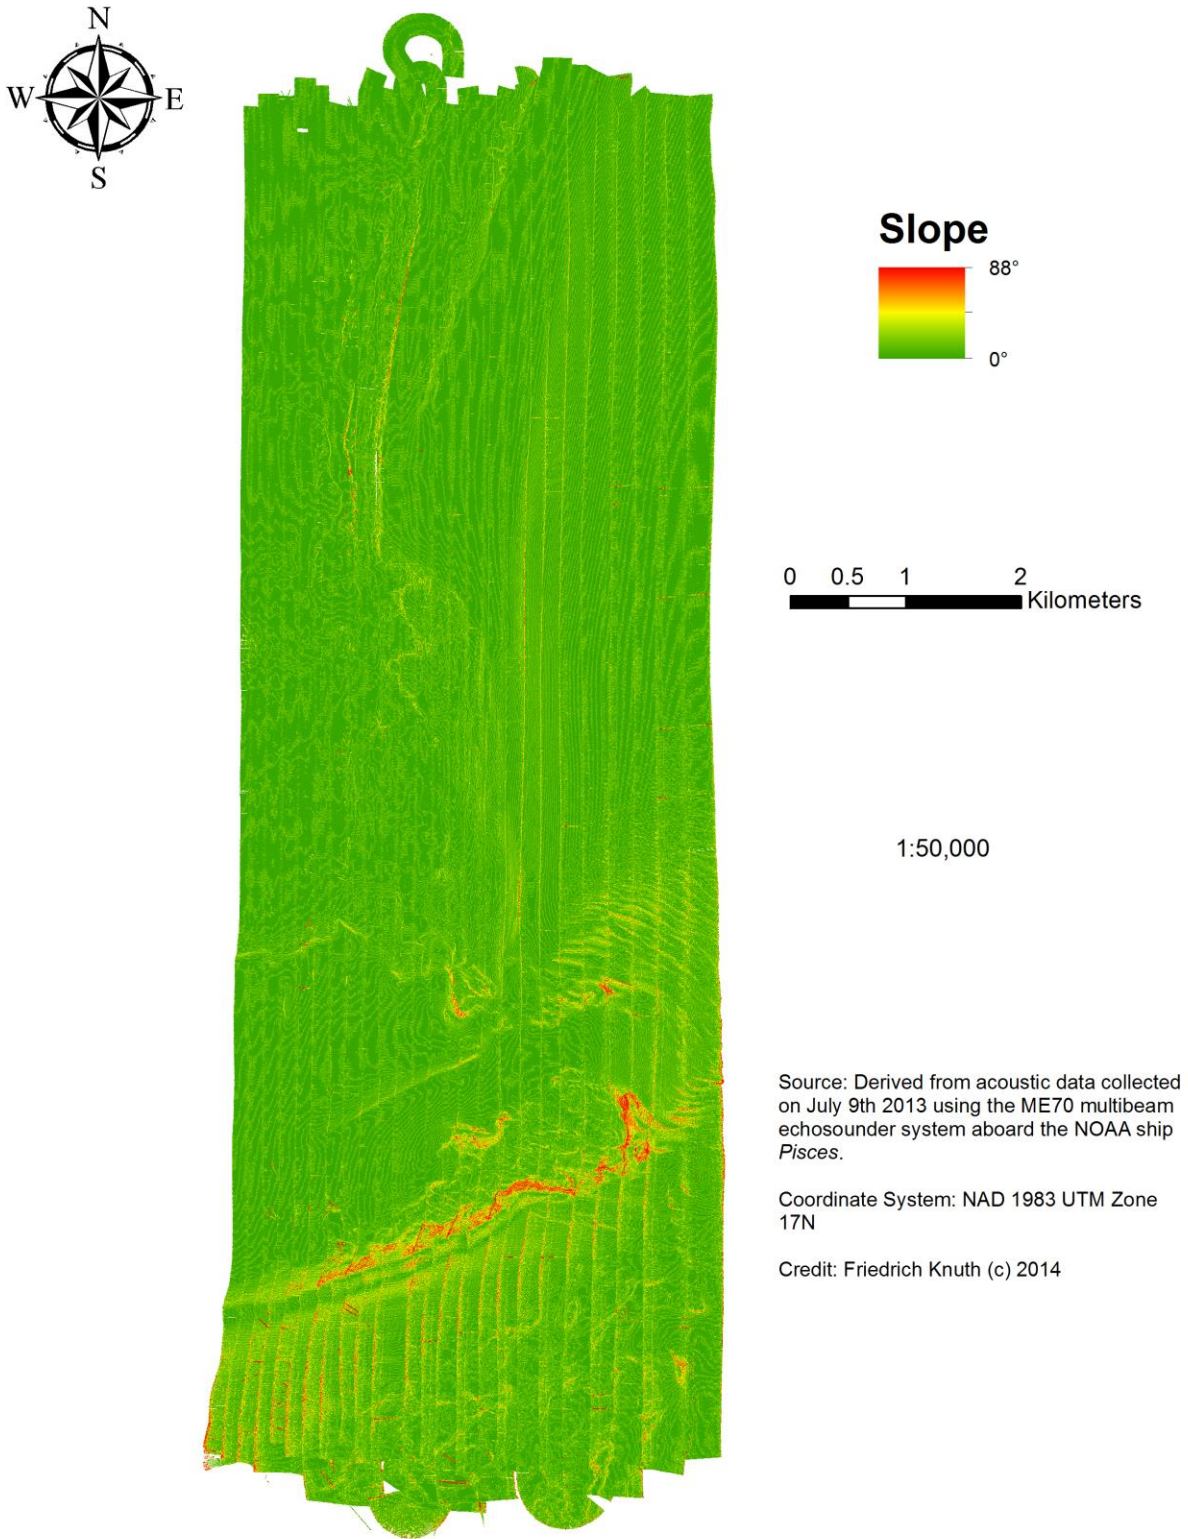 N
W E
S
Slope
88°
0°
0 0.5 1 2
Kilometers
1:50,000
Source: Derived from acoustic data collected
on July 9th 2013 using the ME70 multibeam
echosounder system aboard the NOAA ship
Pisces.
Coordinate System: NAD 1983 UTM Zone
17N
Credit: Friedrich Knuth (c) 2014